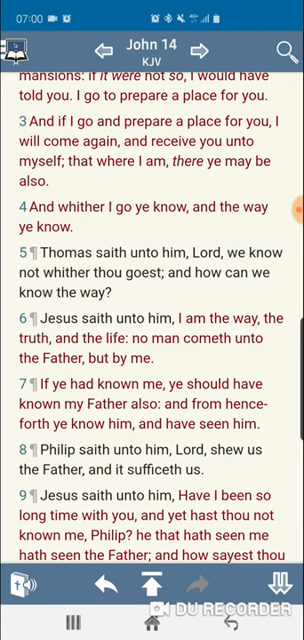 07:00
John 14
KJV
mansions: if it were not so, I would have
told you. I go to prepare a place for you.
3 And if I go and prepare a place for you, I
will come again, and receive you unto
myself; that where I am, there ye may be
also.
4 And whither I go ye know, and the way
ye know.
5 ¶ Thomas saith unto him, Lord, we know
not whither thou goest; and how can we
know the way?
6 ¶ Jesus saith unto him, I am the way, the
truth, and the life: no man cometh unto
the Father, but by me.
7 ¶ If ye had known me, ye should have
known my Father also: and from hence-
forth ye know him, and have seen him.
8 ¶ Philip saith unto him, Lord, shew us
the Father, and it sufficeth us.
9 ¶ Jesus saith unto him, Have I been so
long time with you, and yet hast thou not
known me, Philip? he that hath seen me
hath seen the Father; and how sayest thou
DU RECORDER